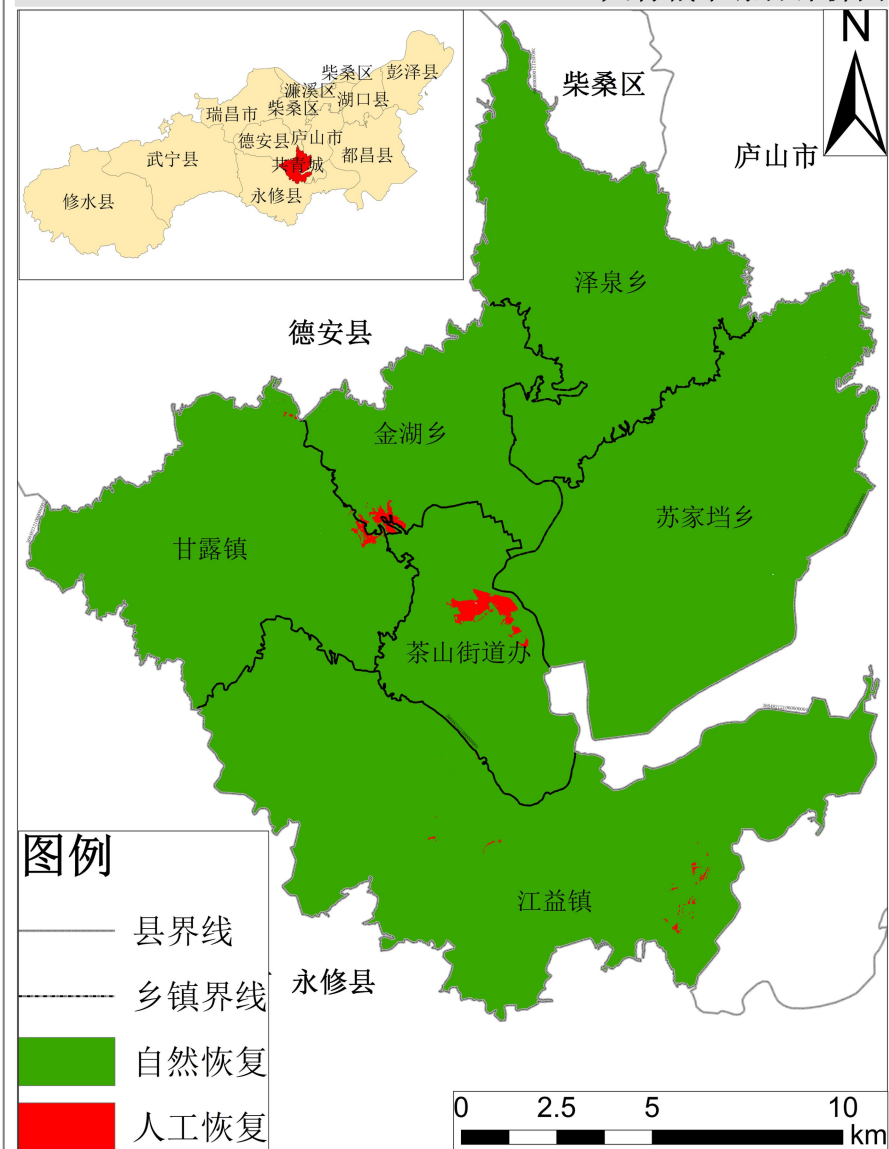 柴桑区
彭泽县
濂溪区
瑞昌市
柴桑区
湖口县
德安县
庐山市
武宁县
共青城
都昌县
修水县
永修县
N
柴桑区
庐山市
泽泉乡
德安县
金湖乡
苏家垱乡
甘露镇
茶山街道办
江益镇
永修县
图例
县界线
乡镇界线
自然恢复
人工恢复
0 2.5 5 10
km